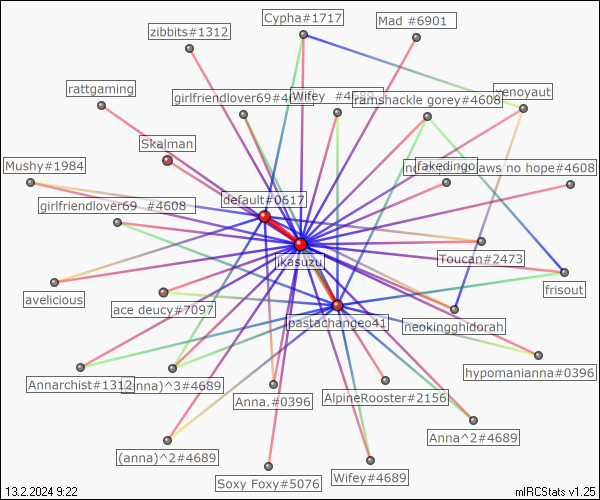 Cypha#1717
Mad #6901
zibbits#1312
rattgaming
girlfriendlover69#4
Wifey #4689
ramshackle gorey#4608
xenoyaut
Skalman
Mushy#1984
fakedingo
no laws no hope#4608
default#0617
girlfriendlover69 #4608
jikasuzu
Toucan#2473
frisout
avelicious
ace deucy#7097
pastachangeo41
neokingghidorah
hypomanianna#0396
Annarchist#1312
(anna)^3#4689
Anna.#0396
AlpineRooster#2156
Anna^2#4689
(anna)^2#4689
Soxy Foxy#5076
Wifey#4689
13.2.2024 9:22
mIRCStats v1.25